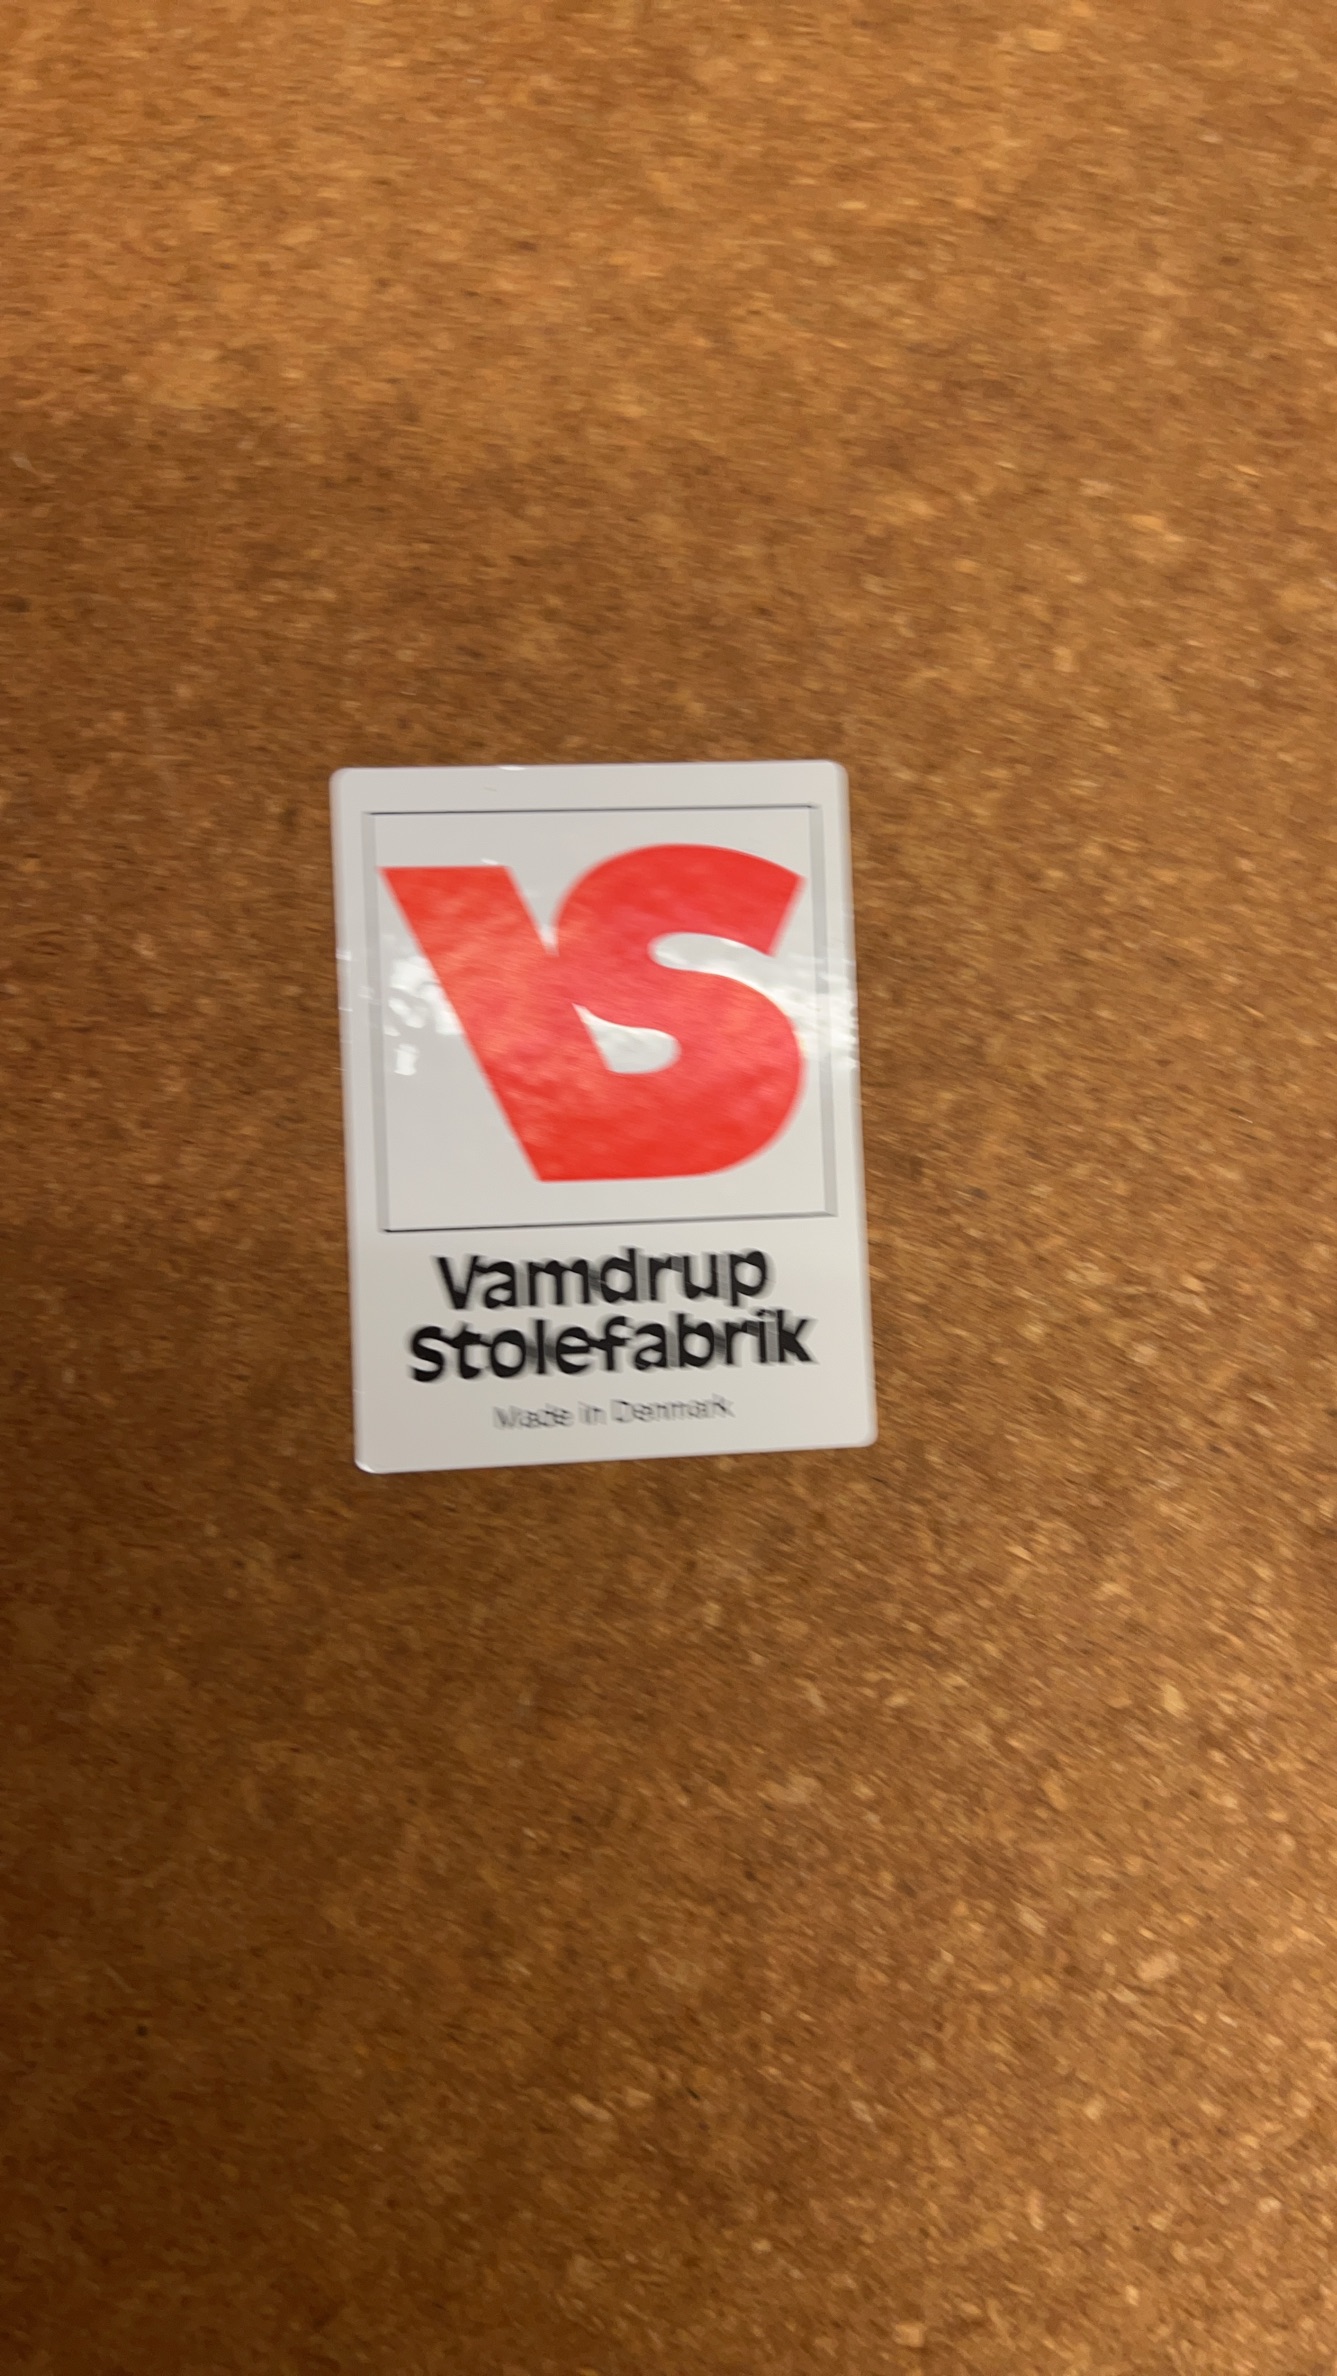 VS
Vamdrup
Stolefabrik
Made in Denmark